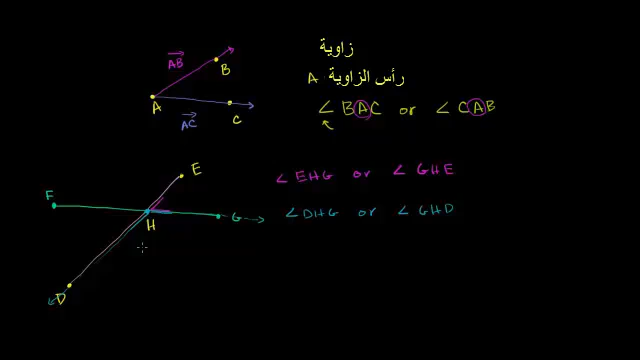 زاوية
رأس الزاوية A
∠ BAC or ∠ CAB
AB
B
A
AC
C
E
∠ EHG or ∠ GHE
F
G
∠ DHG or ∠ GHD
H
D